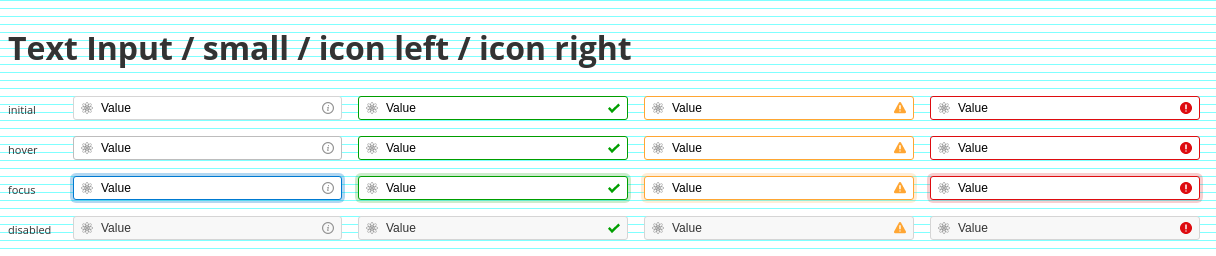 Text Input / small / icon left / icon right
initial Value Value Value Value
hover Value Value Value Value
focus Value Value Value Value
disabled Value Value Value Value